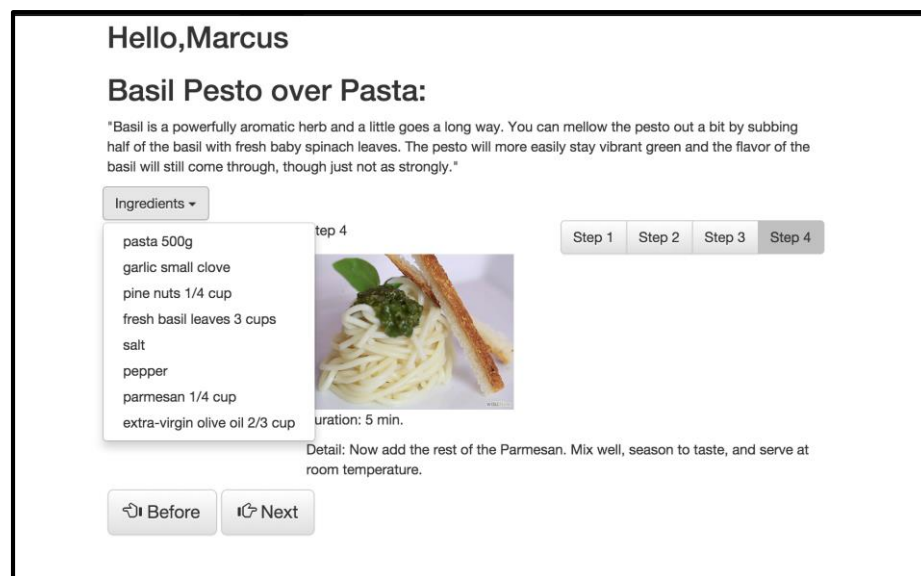 Hello,Marcus
Basil Pesto over Pasta:
"Basil is a powerfully aromatic herb and a little goes a long way. You can mellow the pesto out a bit by subbing
half of the basil with fresh baby spinach leaves. The pesto will more easily stay vibrant green and the flavor of the
basil will still come through, though just not as strongly."
Ingredients
pasta 500g
garlic small clove
pine nuts 1/4 cup
fresh basil leaves 3 cups
salt
pepper
parmesan 1/4 cup
extra-virgin olive oil 2/3 cup
tep 4
Step 1 Step 2 Step 3 Step 4
uration: 5 min.
Detail: Now add the rest of the Parmesan. Mix well, season to taste, and serve at
room temperature.
Before Next